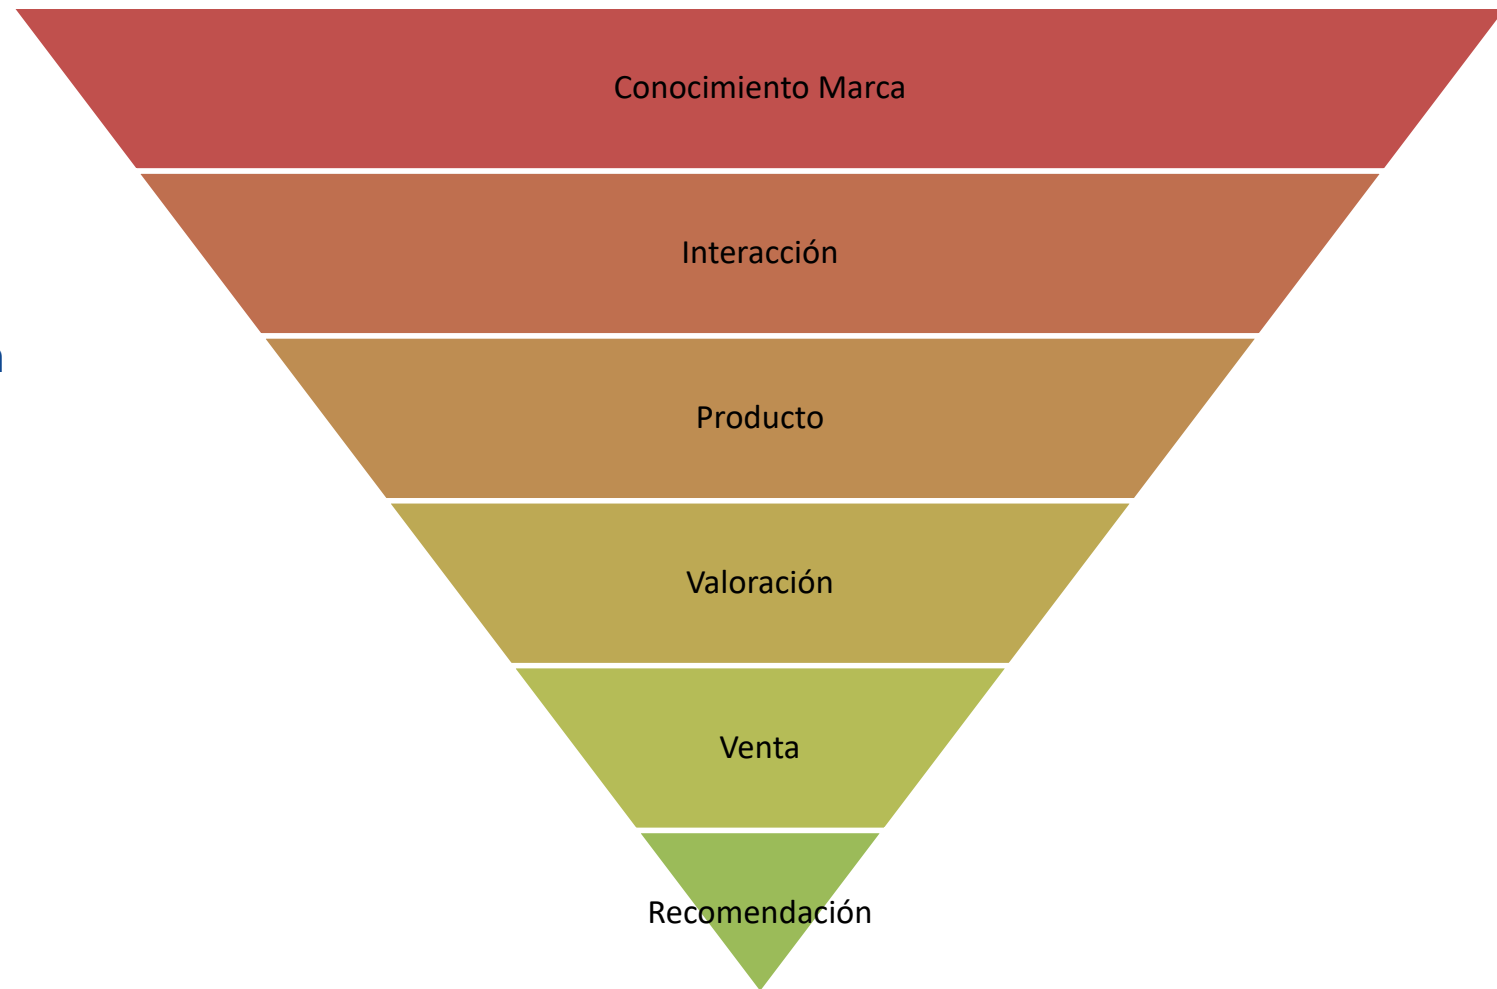 Conocimiento Marca
Interacción
Producto
Valoración
Venta
Recomendación